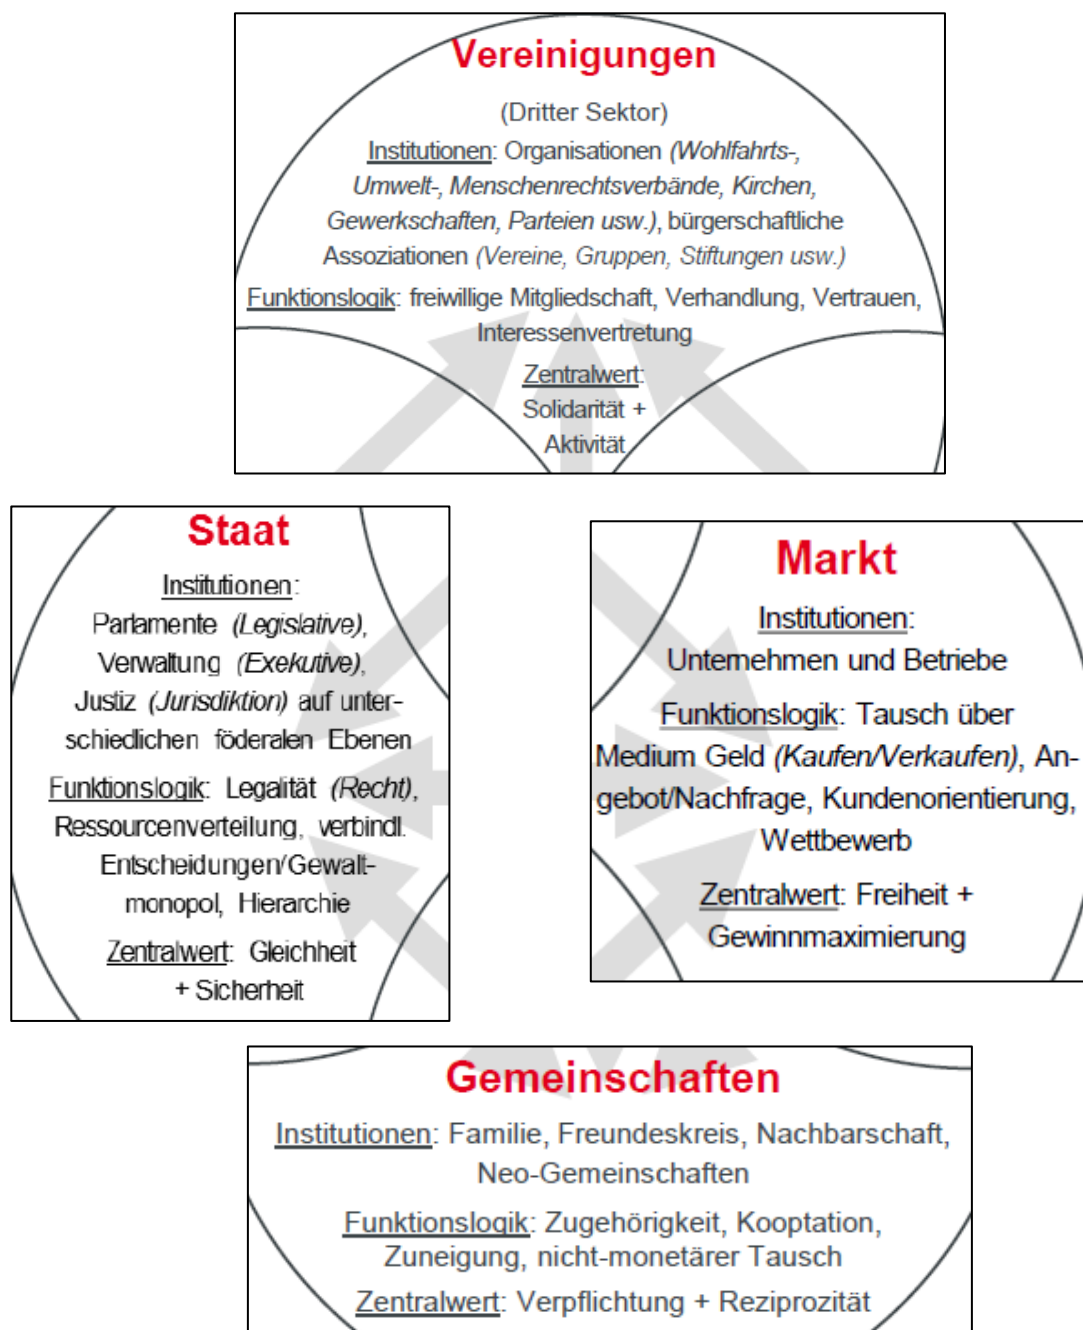 Vereinigungen
(Dritter Sektor)
Institutionen: Organisationen (Wohlfahrts-,
Umwelt-, Menschenrechtsverbände, Kirchen,
Gewerkschaften, Parteien usw.), bürgerschaftliche
Assoziationen (Vereine, Gruppen, Stiftungen usw.)
Funktionslogik: freiwillige Mitgliedschaft, Verhandlung, Vertrauen,
Interessenvertretung
Zentralwert:
Solidarität +
Aktivität
Staat
Institutionen:
Parlamente (Legislative),
Verwaltung (Exekutive),
Justiz (Jurisdiktion) auf unter-
schiedlichen föderalen Ebenen
Funktionslogik: Legalität (Recht),
Ressourcenverteilung, verbindl.
Entscheidungen/Gewalt-
monopol, Hierarchie
Zentralwert: Gleichheit
+ Sicherheit
Markt
Institutionen:
Unternehmen und Betriebe
Funktionslogik: Tausch über
Medium Geld (Kaufen/Verkaufen), An-
gebot/Nachfrage, Kundenorientierung,
Wettbewerb
Zentralwert: Freiheit +
Gewinnmaximierung
Gemeinschaften
Institutionen: Familie, Freundeskreis, Nachbarschaft,
Neo-Gemeinschaften
Funktionslogik: Zugehörigkeit, Kooptation,
Zuneigung, nicht-monetärer Tausch
Zentralwert: Verpflichtung + Reziprozität